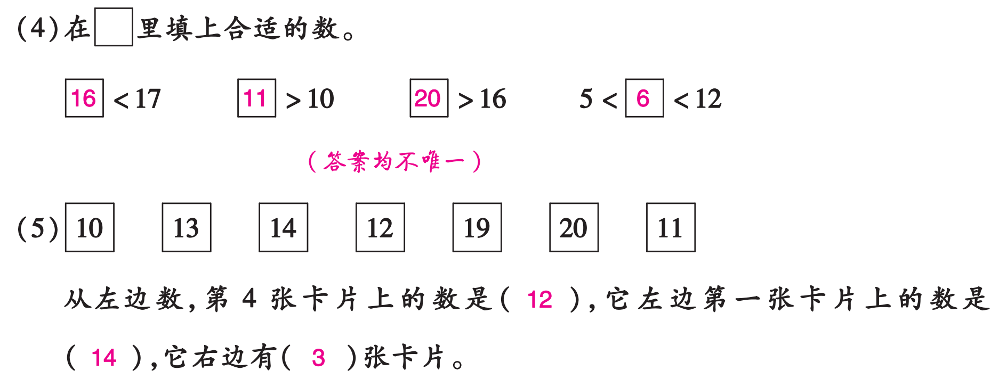 (4)在□里填上合适的数。
16 <17 11 >10 20 >16 5 < 6 <12
(答案均不唯一)
(5) 10 13 14 12 19 20 11
从左边数,第 4 张卡片上的数是( 12 ),它左边第一张卡片上的数是
( 14 ),它右边有( 3 )张卡片。